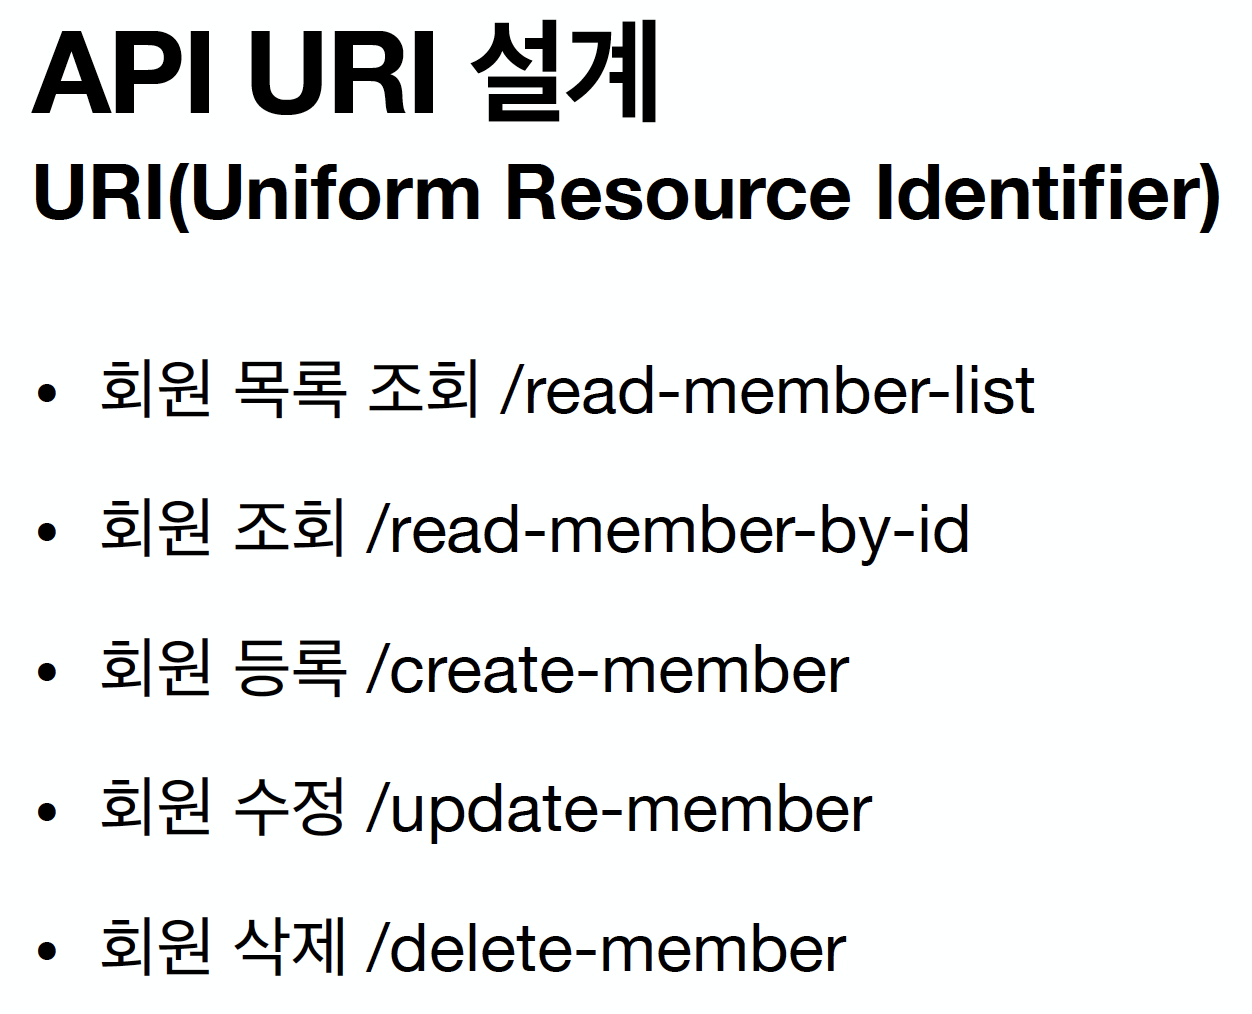 API URI 설계
URI(Uniform Resource Identifier)
• 회원 목록 조회 /read-member-list
• 회원 조회 /read-member-by-id
• 회원 등록 /create-member
• 회원 수정 /update-member
• 회원 삭제 /delete-member